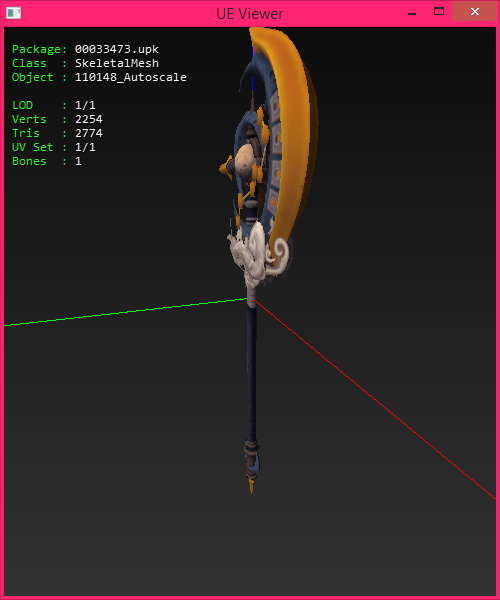 UE Viewer
Package: 00033473.upk
Class  : SkeletalMesh
Object : 110148_Autoscale
LOD    : 1/1
Verts  : 2254
Tris   : 2774
UV Set : 1/1
Bones  : 1